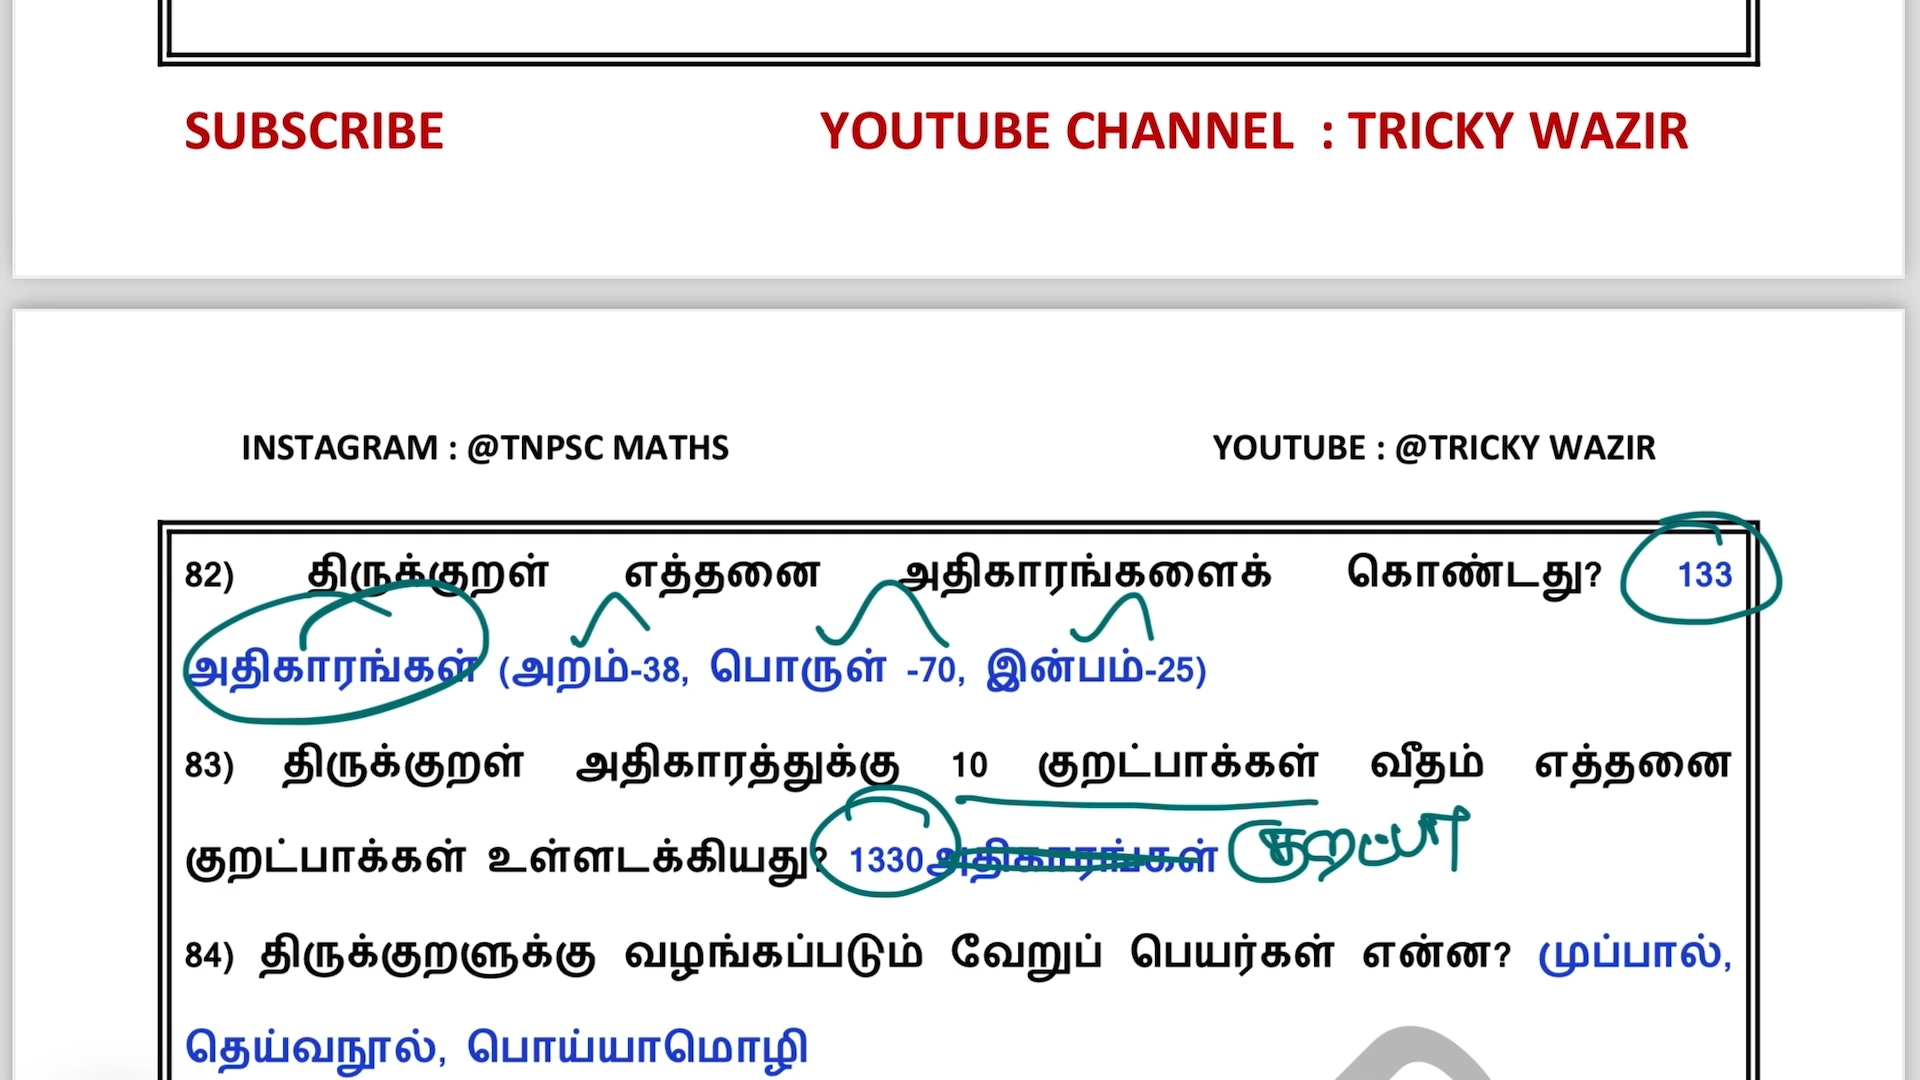 SUBSCRIBE YOUTUBE CHANNEL : TRICKY WAZIR
INSTAGRAM : @TNPSC MATHS YOUTUBE : @TRICKY WAZIR
82) திருக்குறள் எத்தனை அதிகாரங்களைக் கொண்டது? 133
அதிகாரங்கள் (அறம்-38, பொருள் -70, இன்பம்-25)
83) திருக்குறள் அதிகாரத்துக்கு 10 குறட்பாக்கள் வீதம் எத்தனை
குறட்பாக்கள் உள்ளடக்கியது? 1330அதிகாரங்கள் குறட்பா
84) திருக்குறளுக்கு வழங்கப்படும் வேறுப் பெயர்கள் என்ன? முப்பால்,
தெய்வநூல், பொய்யாமொழி